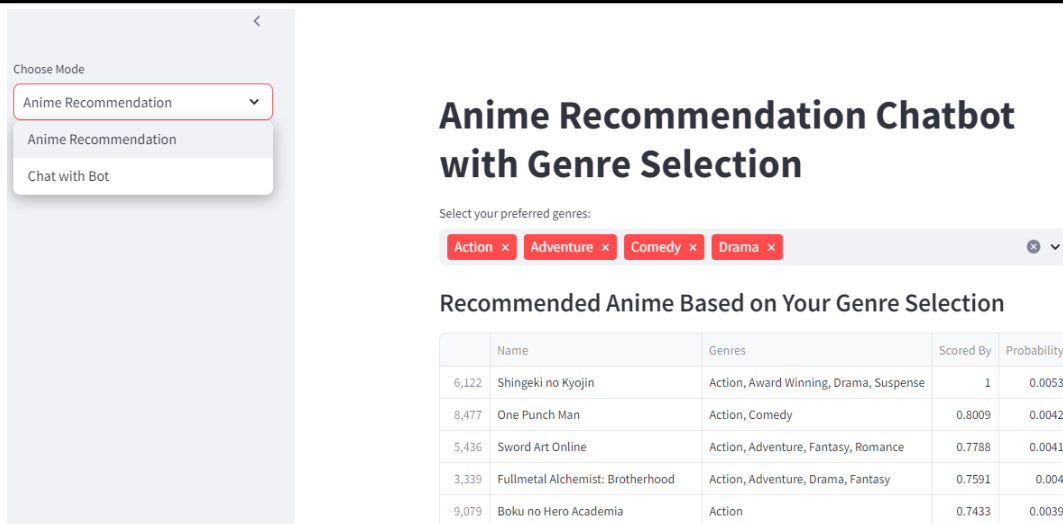 Choose Mode
Anime Recommendation
Anime Recommendation
Chat with Bot
Anime Recommendation Chatbot
with Genre Selection
Select your preferred genres:
Action × Adventure × Comedy × Drama ×
Recommended Anime Based on Your Genre Selection
Name Genres Scored By Probability
6,122 Shingeki no Kyojin Action, Award Winning, Drama, Suspense 1 0.0053
8,477 One Punch Man Action, Comedy 0.8009 0.0042
5,436 Sword Art Online Action, Adventure, Fantasy, Romance 0.7788 0.0041
3,339 Fullmetal Alchemist: Brotherhood Action, Adventure, Drama, Fantasy 0.7591 0.004
9,079 Boku no Hero Academia Action 0.7433 0.0039